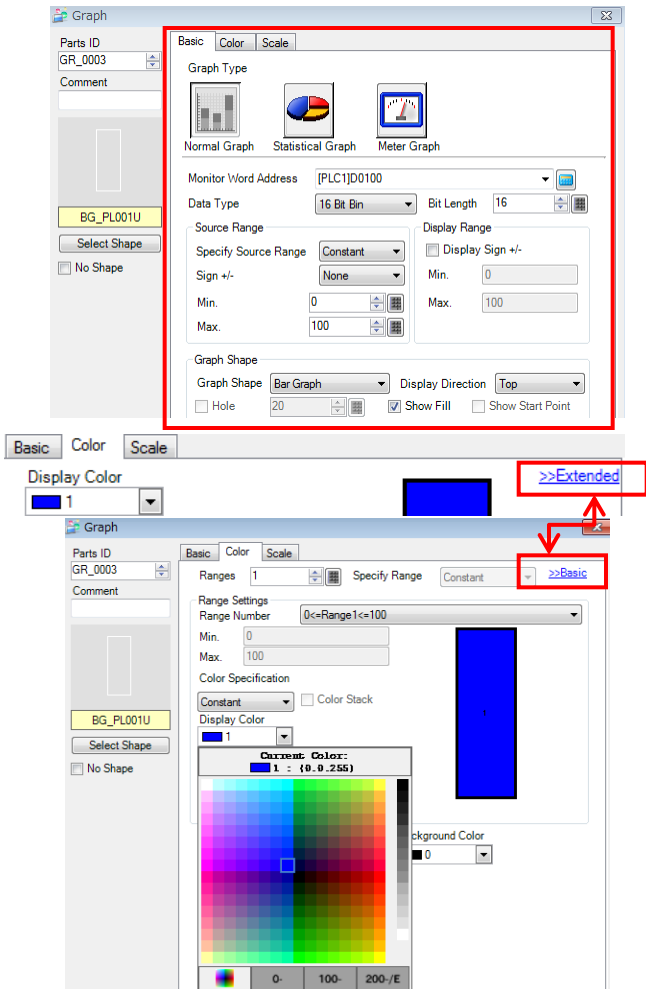 Graph
Parts ID
GR_0003
Comment
BG_PL001U
Select Shape
No Shape
Basic Color Scale
Graph Type
Normal Graph Statistical Graph Meter Graph
Monitor Word Address [PLC1]D0100
Data Type 16 Bit Bin Bit Length 16
Source Range Display Range
Specify Source Range Constant Display Sign +/-
Sign +/- None Min. 0
Min. 0 Max. 100
Max. 100
Graph Shape
Graph Shape Bar Graph Display Direction Top
Hole 20 Show Fill Show Start Point
Basic Color Scale
Display Color >>Extended
1
Graph
Parts ID
GR_0003
Comment
BG_PL001U
Select Shape
No Shape
Basic Color Scale
Ranges 1 Specify Range Constant >>Basic
Range Settings
Range Number 0<=Range1<=100
Min. 0
Max. 100
Color Specification
Constant Color Stack
Display Color
1
1
Current Color:
1 : (0.0.255)
ckground Color
0
0- 100- 200-/E